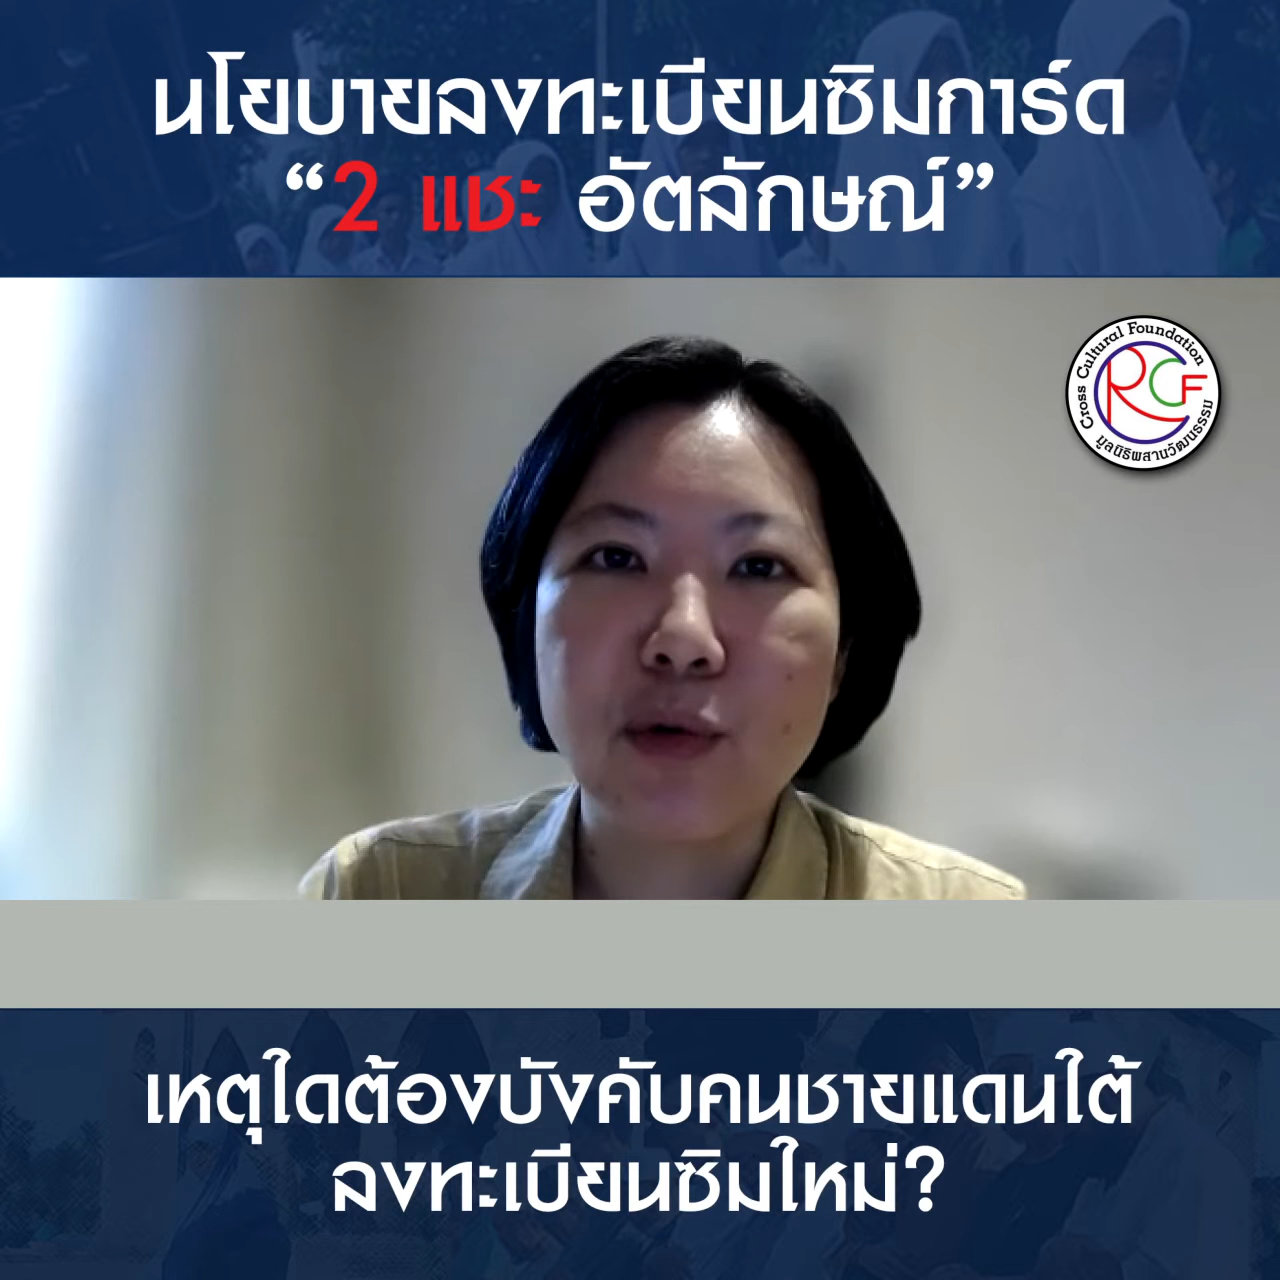 นโยบายลงทะเบียนซิมการ์ด
“2 แชะ อัตลักษณ์”
Cross Cultural Foundation
CRCF
มูลนิธิผสานวัฒนธรรม
เหตุใดต้องบังคับคนชายแดนใต้
ลงทะเบียนซิมใหม่?